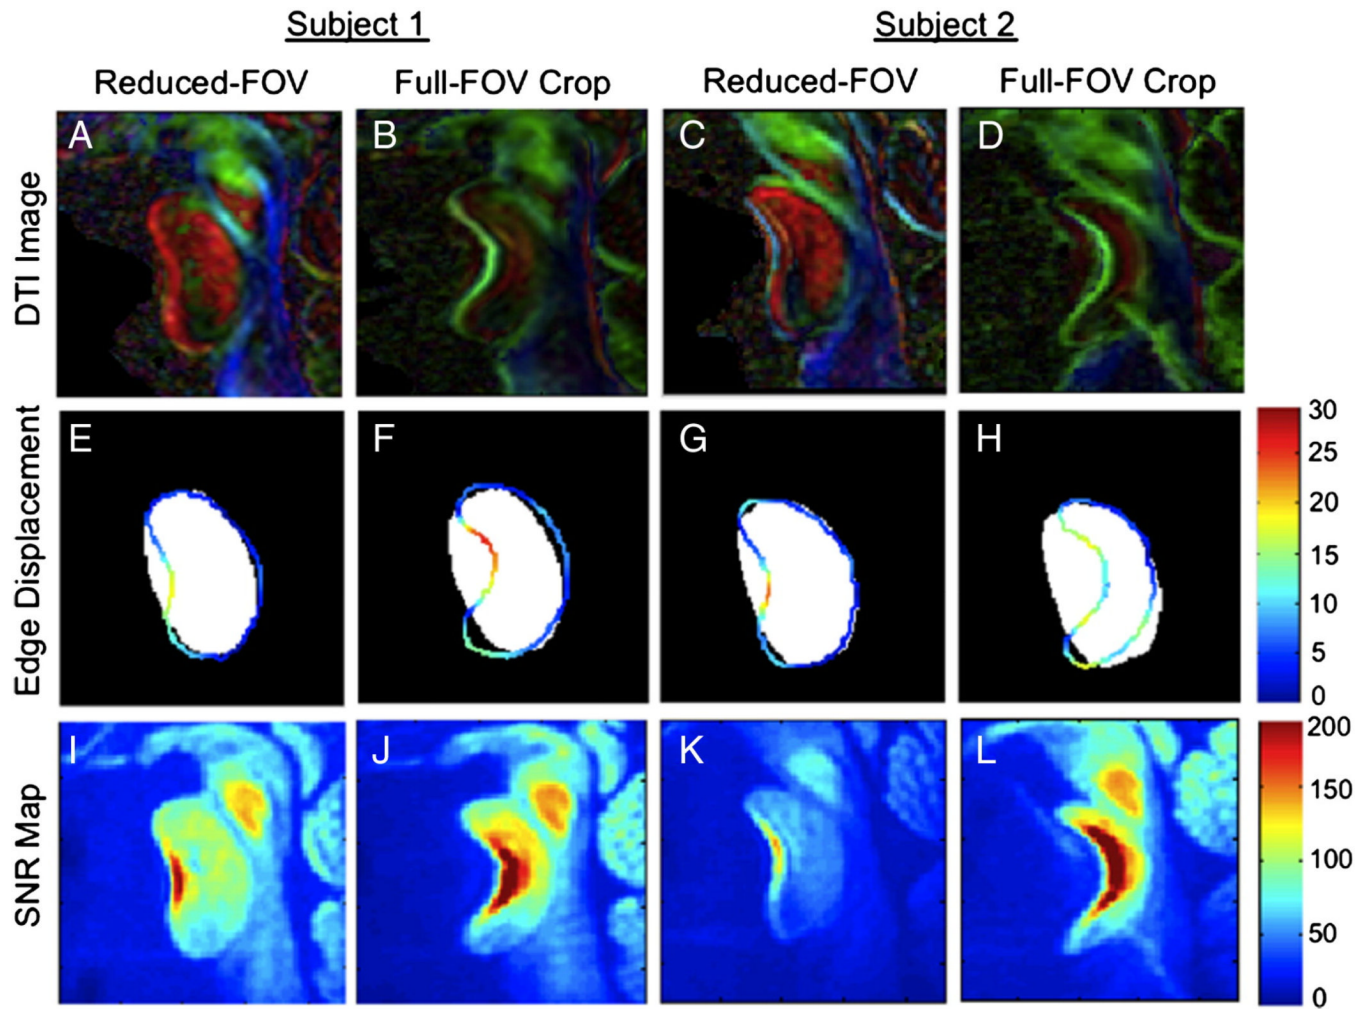 Subject 1 Subject 2
Reduced-FOV Full-FOV Crop Reduced-FOV Full-FOV Crop
DTI Image
A B C D
Edge Displacement
E F G H
30
25
20
15
10
5
0
SNR Map
I J K L
200
150
100
50
0